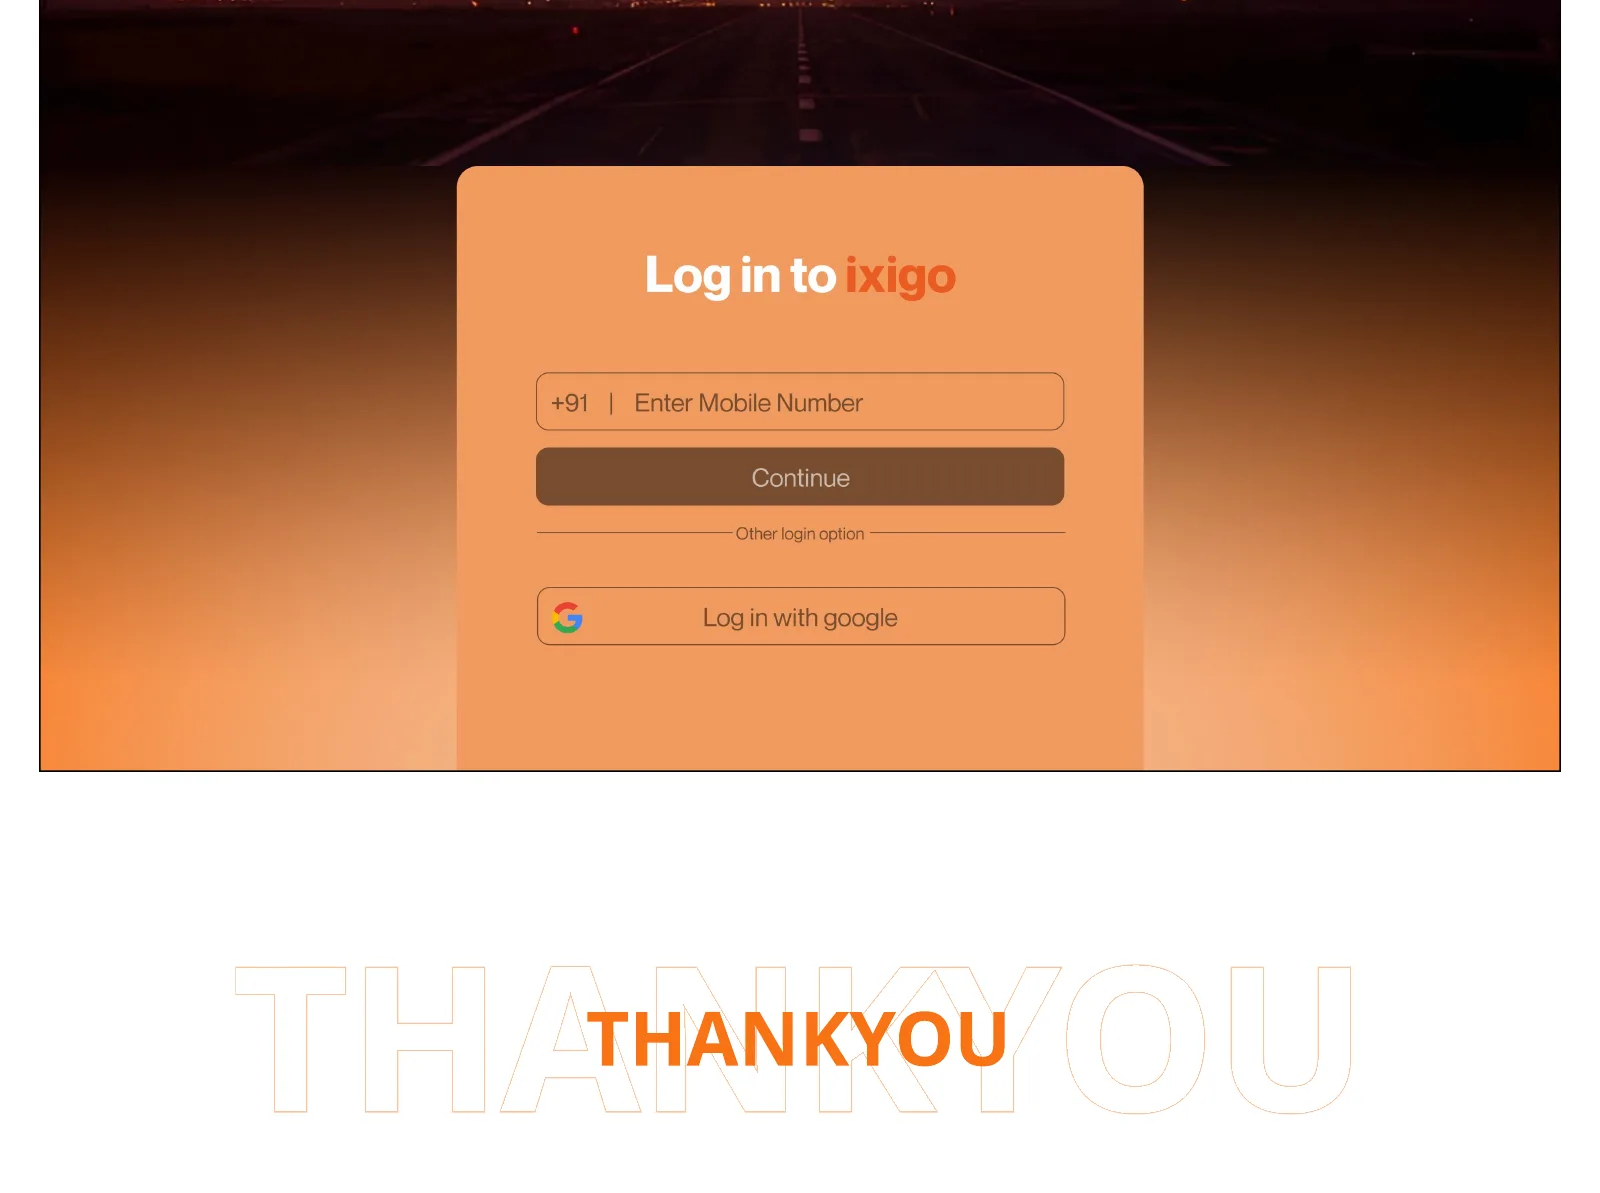 Log in to ixigo
+91 | Enter Mobile Number
Continue
Other login option
Log in with google
THANKYOU
THANKYOU